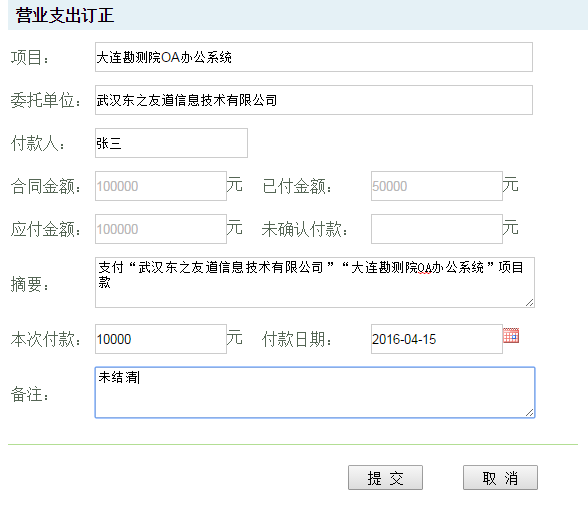 营业支出订正
项目： 大连勘测院OA办公系统
委托单位： 武汉东之友道信息技术有限公司
付款人： 张三
合同金额： 100000 元 已付金额： 50000 元
应付金额： 100000 元 未确认付款： 元
摘要： 支付“武汉东之友道信息技术有限公司”“大连勘测院OA办公系统”项目
款
本次付款： 10000 元 付款日期： 2016-04-15
备注： 未结清
提 交 取 消